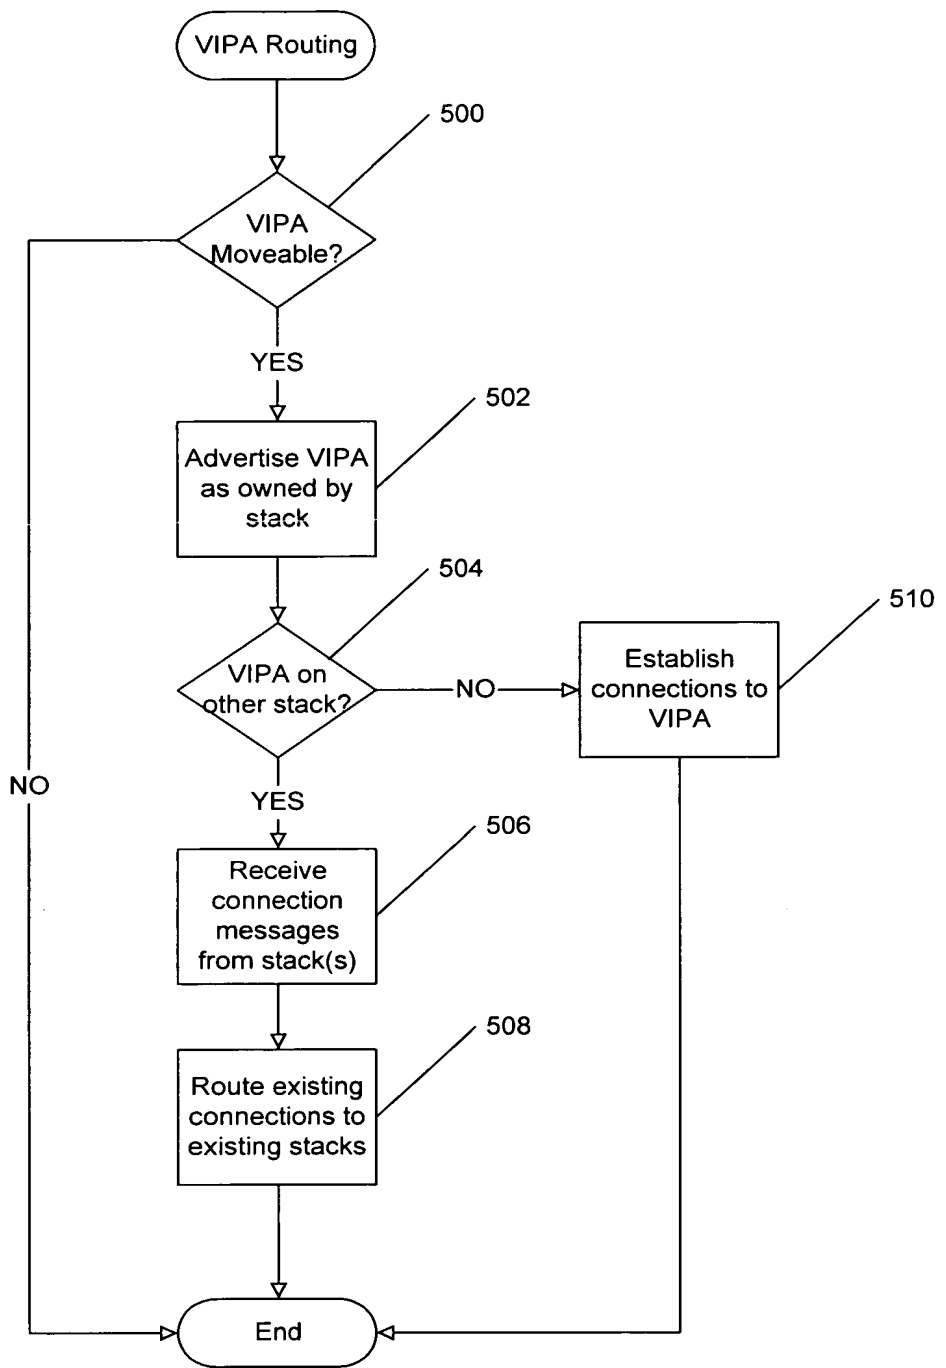 VIPA Routing
500
VIPA
Moveable?
YES
502
Advertise VIPA
as owned by
stack
504
510
VIPA on
other stack?
NO
Establish
connections to
VIPA
NO
YES
506
Receive
connection
messages
from stack(s)
508
Route existing
connections to
existing stacks
End